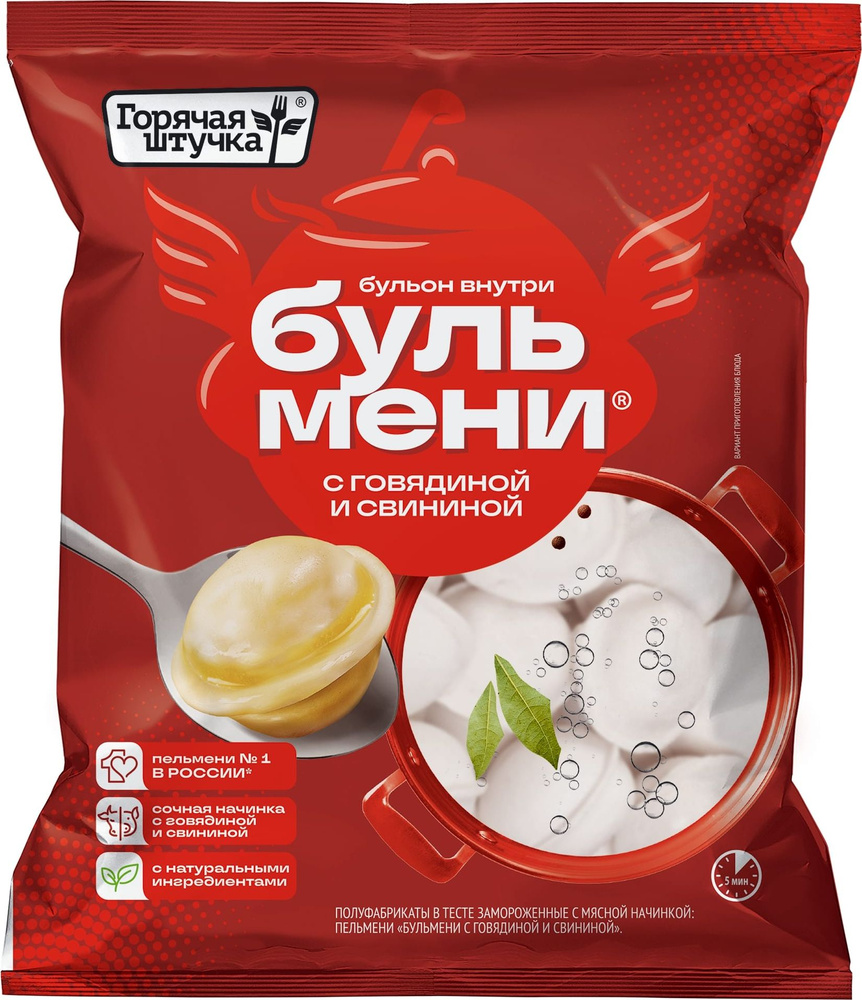 Горячая
штучка
®
бульон внутри
буль
мени®
с говядиной
и свининой
ВАРИАНТ ПРИГОТОВЛЕНИЯ БЛЮДА
пельмени № 1
в РОССИИ*
сочная начинка
с говядиной
и свининой
с натуральными
ингредиентами
5 мин
ПОЛУФАБРИКАТЫ В ТЕСТЕ ЗАМОРОЖЕННЫЕ С МЯСНОЙ НАЧИНКОЙ:
ПЕЛЬМЕНИ «БУЛЬМЕНИ С ГОВЯДИНОЙ И СВИНИНОЙ».